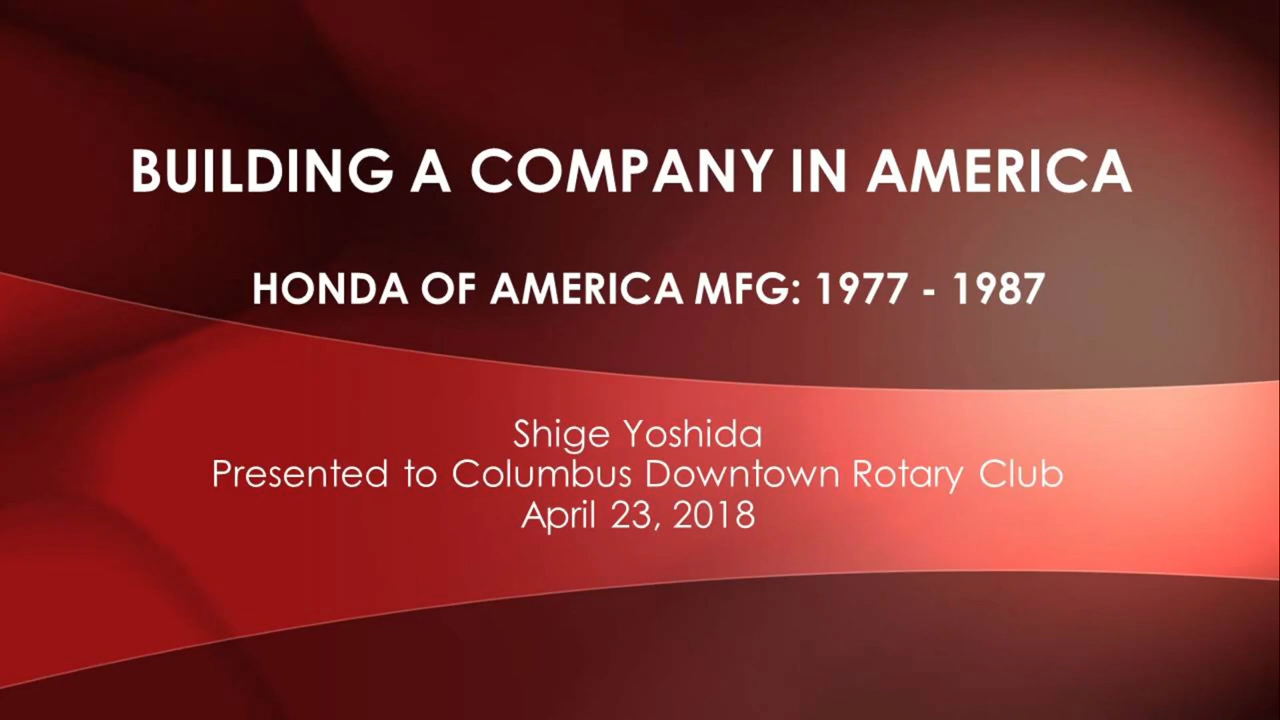 BUILDING A COMPANY IN AMERICA
HONDA OF AMERICA MFG: 1977 - 1987
Shige Yoshida
Presented to Columbus Downtown Rotary Club
April 23, 2018